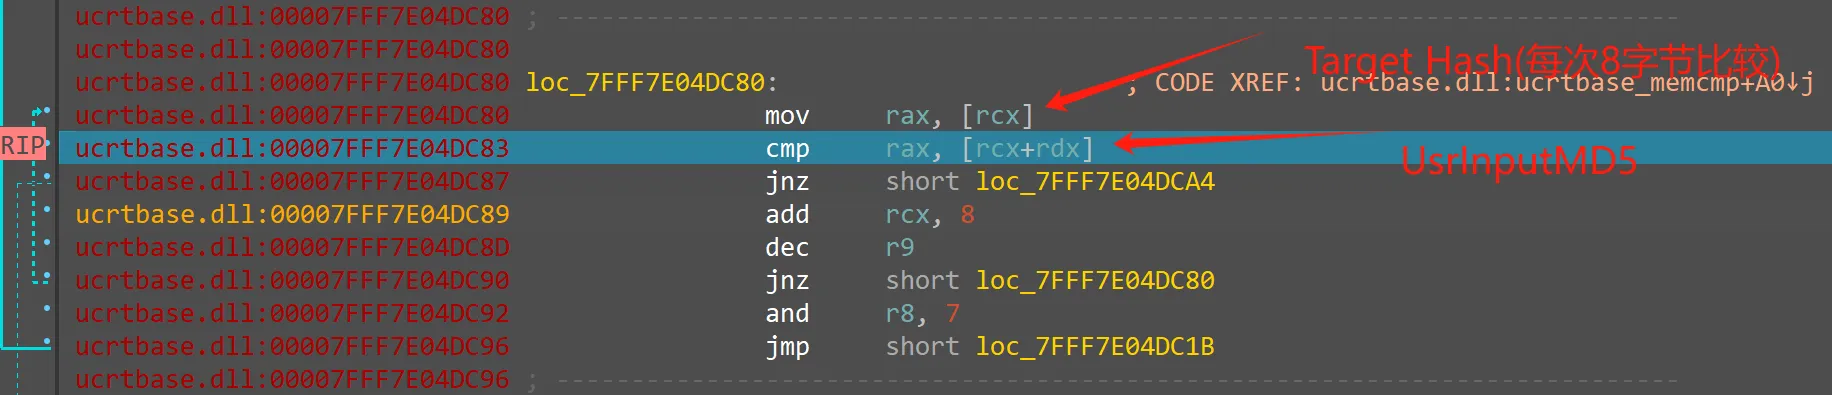 ucrtbase.dll:00007FFF7E04DC80 ; ---------------------------------------------------------------------------
ucrtbase.dll:00007FFF7E04DC80
ucrtbase.dll:00007FFF7E04DC80 loc_7FFF7E04DC80: ; CODE XREF: ucrtbase.dll:ucrtbase_memcmp+A0↓j
Target Hash(每次8字节比较)
ucrtbase.dll:00007FFF7E04DC80 mov rax, [rcx]
RIP ucrtbase.dll:00007FFF7E04DC83 cmp rax, [rcx+rdx]
UsrInputMD5
ucrtbase.dll:00007FFF7E04DC87 jnz short loc_7FFF7E04DCA4
ucrtbase.dll:00007FFF7E04DC89 add rcx, 8
ucrtbase.dll:00007FFF7E04DC8D dec r9
ucrtbase.dll:00007FFF7E04DC90 jnz short loc_7FFF7E04DC80
ucrtbase.dll:00007FFF7E04DC92 and r8, 7
ucrtbase.dll:00007FFF7E04DC96 jmp short loc_7FFF7E04DC1B
ucrtbase.dll:00007FFF7E04DC96 ; ---------------------------------------------------------------------------